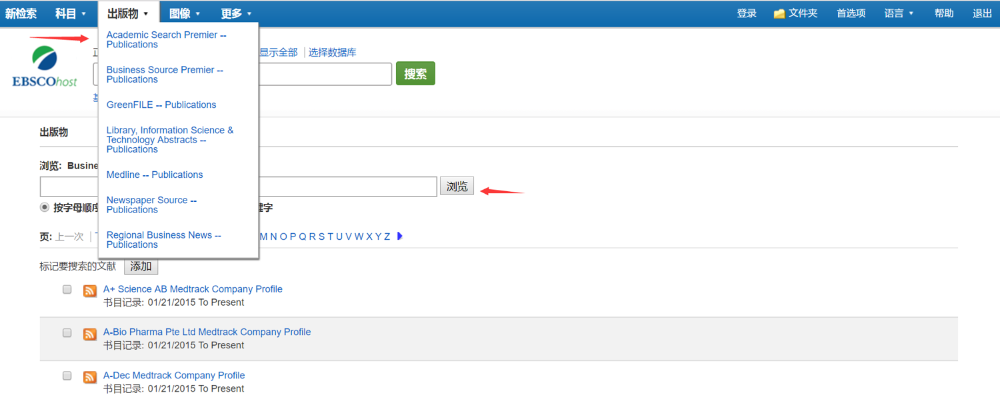 新检索 科目 出版物 图像 更多 登录 文件夹 首选项 语言 帮助 退出
Academic Search Premier --
Publications
显示全部 选择数据库
Business Source Premier --
Publications
搜索
EBSCOhost
GreenFILE -- Publications
Library, Information Science &
Technology Abstracts --
Publications
Medline -- Publications
Newspaper Source --
Publications
Regional Business News --
Publications
出版物
浏览: Busine
浏览
按字母顺序
键字
页: 上一次 M N O P Q R S T U V W X Y Z
标记要搜索的文献 添加
A+ Science AB Medtrack Company Profile
书目记录: 01/21/2015 To Present
A-Bio Pharma Pte Ltd Medtrack Company Profile
书目记录: 01/21/2015 To Present
A-Dec Medtrack Company Profile
书目记录: 01/21/2015 To Present